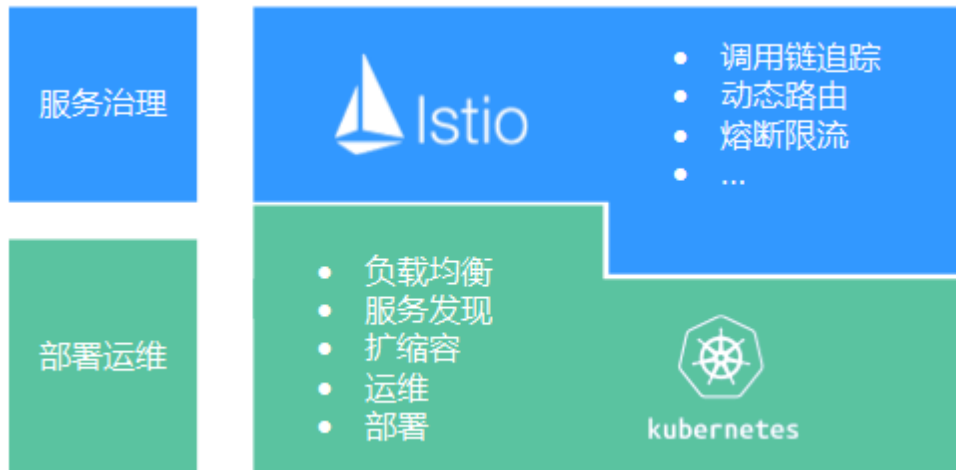 服务治理
Istio
• 调用链追踪
• 动态路由
• 熔断限流
• ...
部署运维
• 负载均衡
• 服务发现
• 扩缩容
• 运维
• 部署
kubernetes